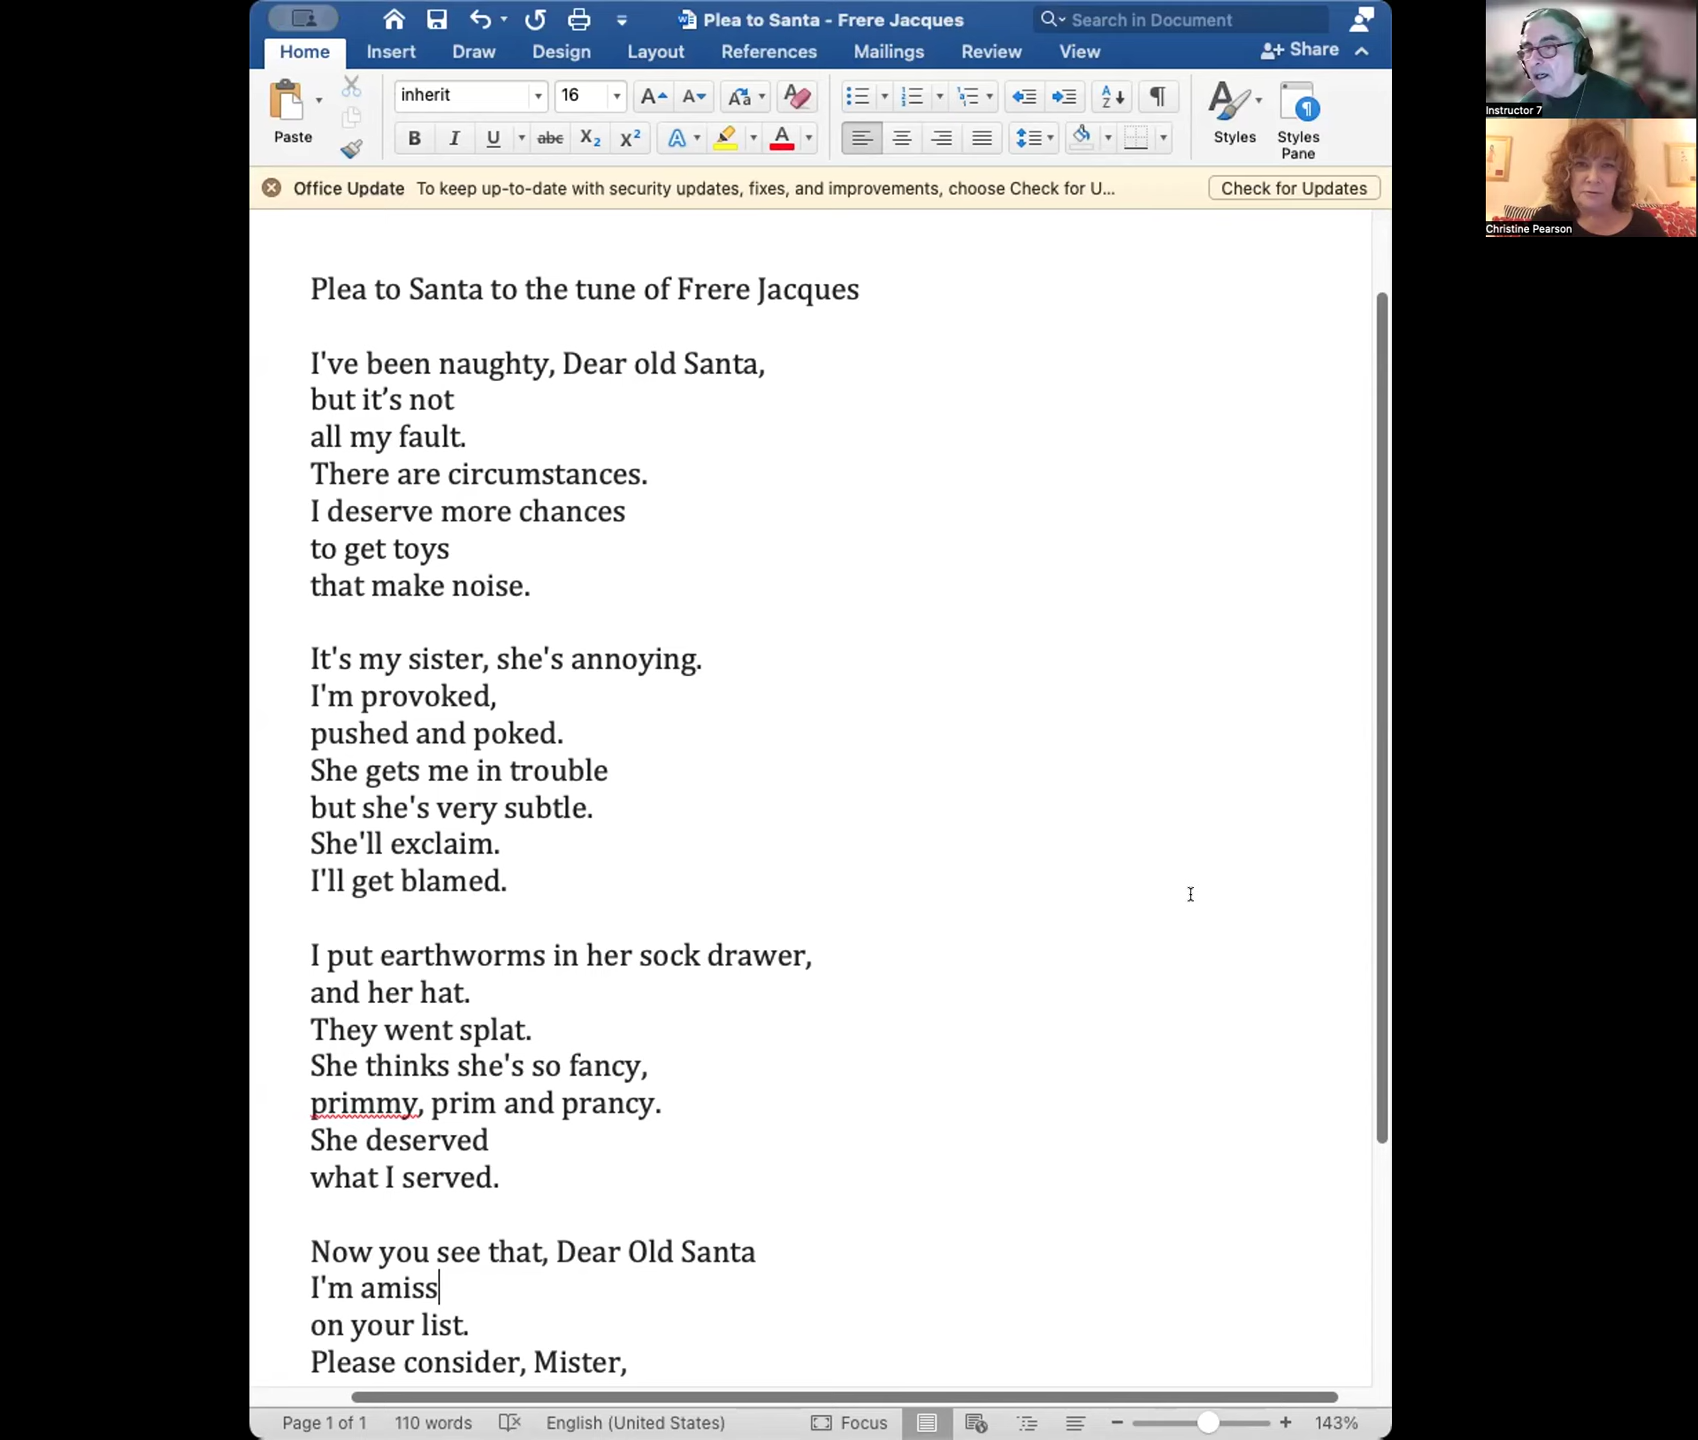 Plea to Santa - Frere Jacques
Search in Document
Home Insert Draw Design Layout References Mailings Review View Share
Paste
inherit
16
Styles
Styles Pane
Office Update To keep up-to-date with security updates, fixes, and improvements, choose Check for U...
Check for Updates
Plea to Santa to the tune of Frere Jacques
I've been naughty, Dear old Santa,
but it’s not
all my fault.
There are circumstances.
I deserve more chances
to get toys
that make noise.
It's my sister, she's annoying.
I'm provoked,
pushed and poked.
She gets me in trouble
but she's very subtle.
She'll exclaim.
I'll get blamed.
I put earthworms in her sock drawer,
and her hat.
They went splat.
She thinks she's so fancy,
primmy, prim and prancy.
She deserved
what I served.
Now you see that, Dear Old Santa
I'm amiss
on your list.
Please consider, Mister,
Page 1 of 1 110 words English (United States) Focus 143%
Instructor 7
Christine Pearson